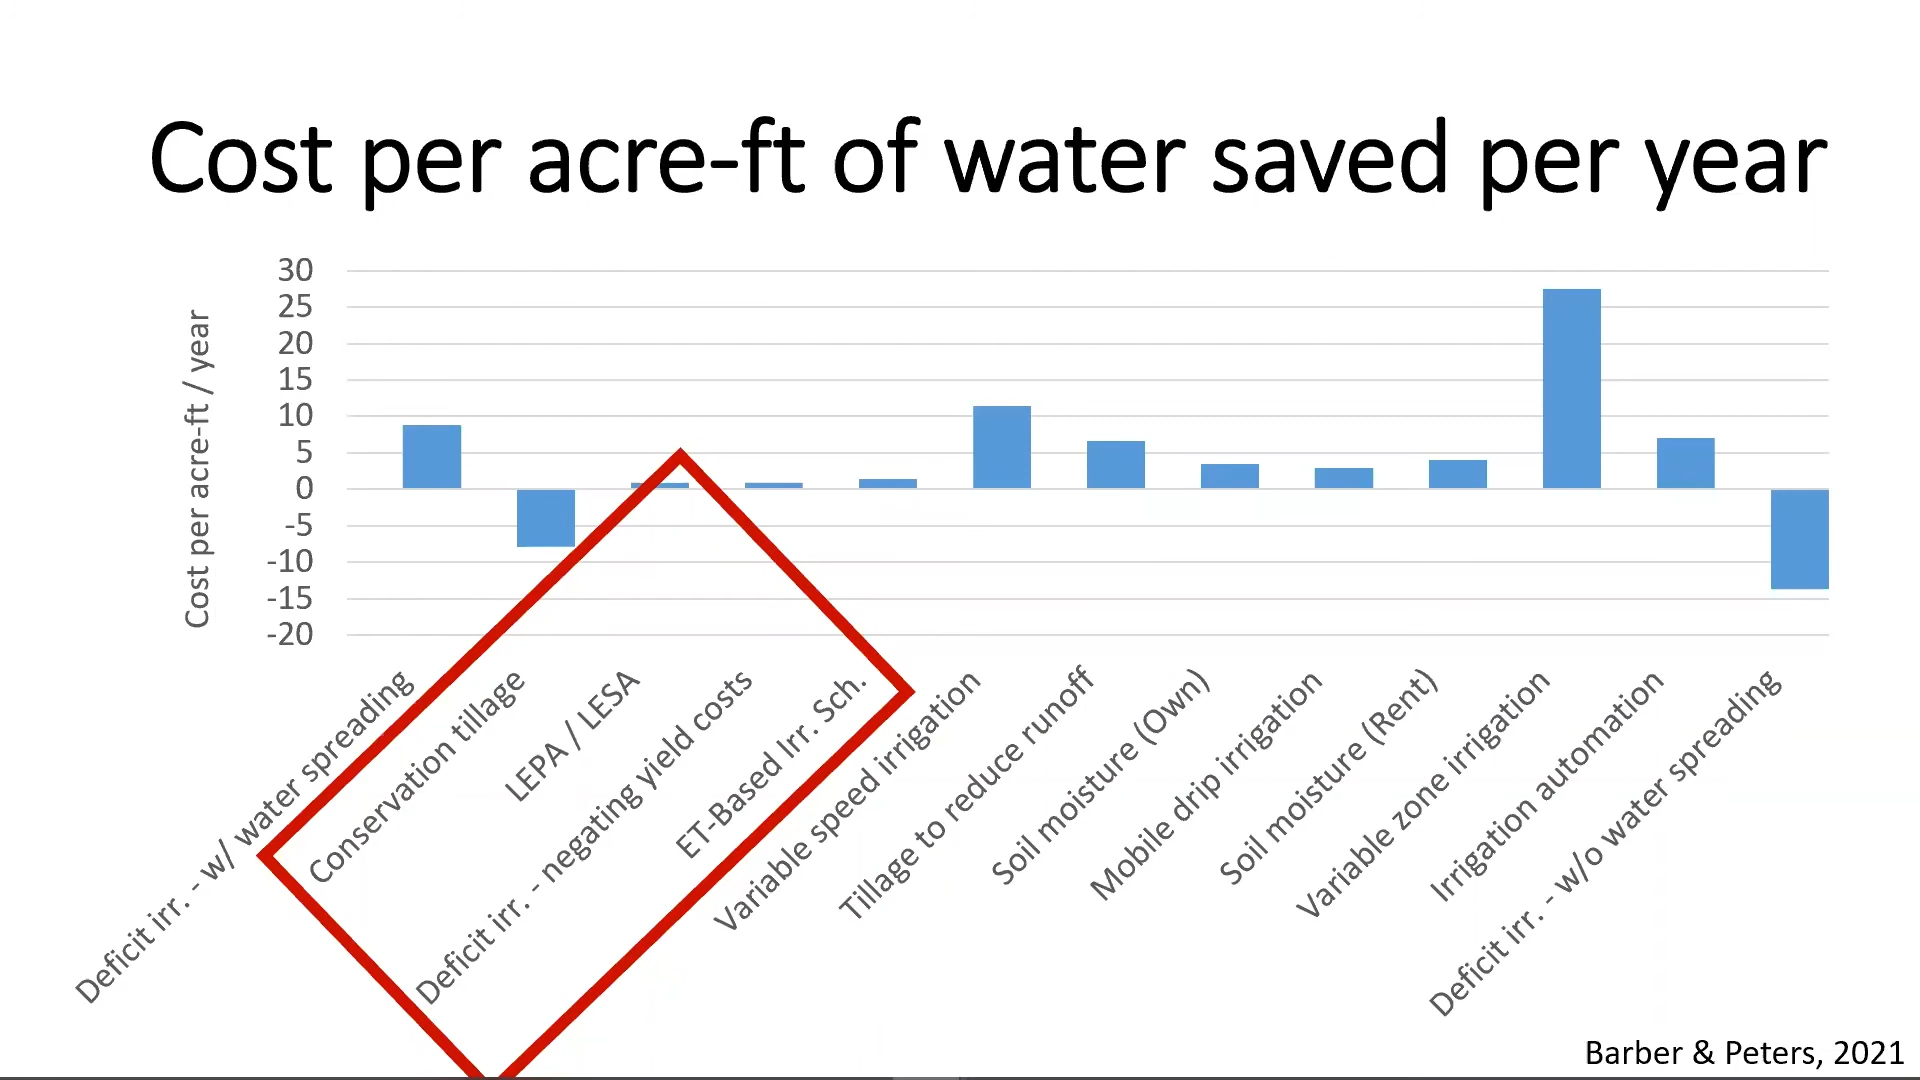 Cost per acre-ft of water saved per year
Cost per acre-ft / year
30
25
20
15
10
5
0
-5
-10
-15
-20
Deficit irr. - w/ water spreading
Conservation tillage
LEPA / LESA
Deficit irr. - negating yield costs
ET-Based Irr. Sch.
Variable speed irrigation
Tillage to reduce runoff
Soil moisture (Own)
Mobile drip irrigation
Soil moisture (Rent)
Variable zone irrigation
Irrigation automation
Deficit irr. - w/o water spreading
Barber & Peters, 2021